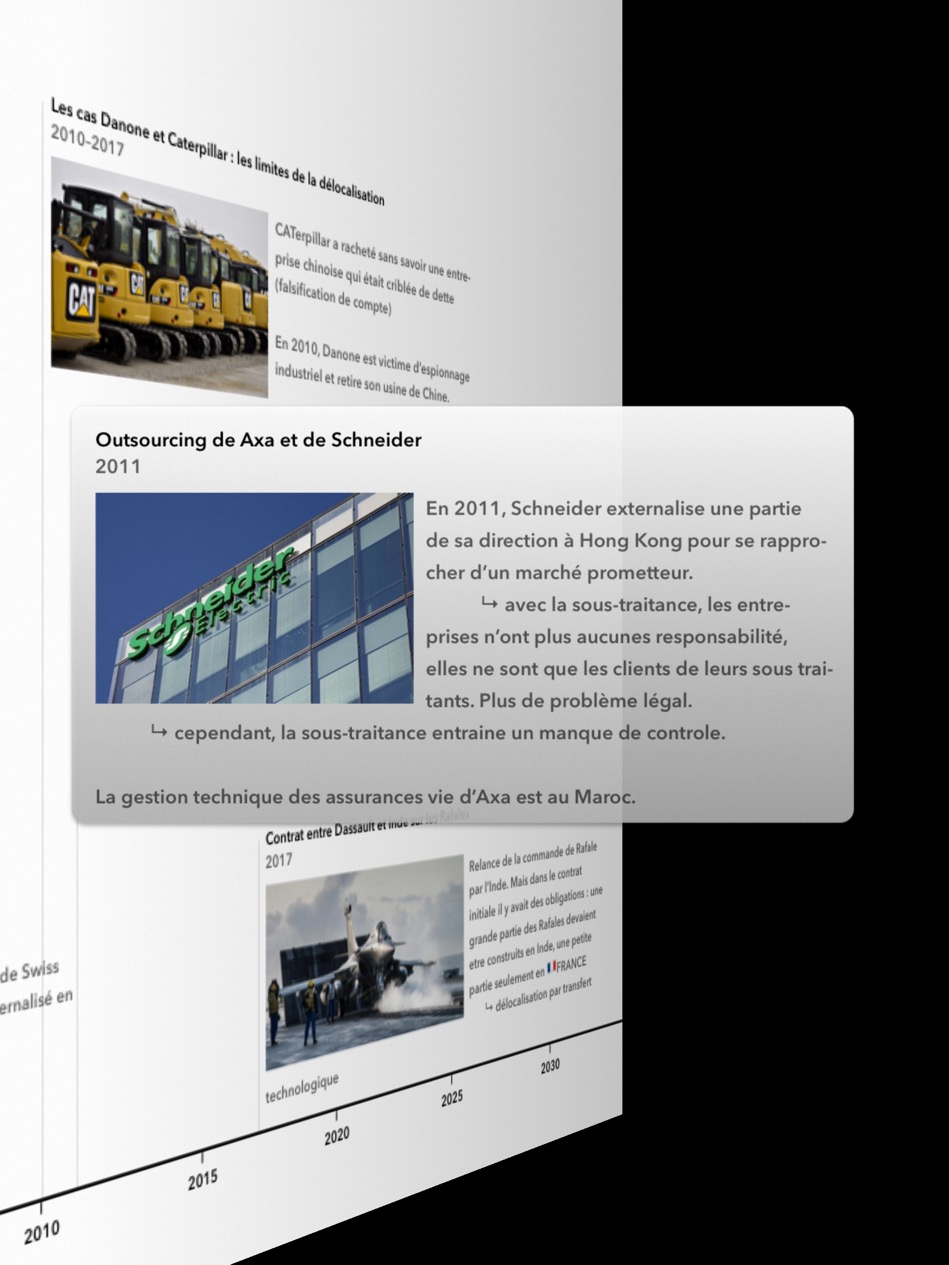 Les cas Danone et Caterpillar : les limites de la délocalisation
2010-2017
CAT
CAT
CATerpillar a racheté sans savoir une entre-
prise chinoise qui était criblée de dette
(falsification de compte)
En 2010, Danone est victime d'espionnage
industriel et retire son usine de Chine.
Outsourcing de Axa et de Schneider
2011
Schneider
Electric
En 2011, Schneider externalise une partie
de sa direction à Hong Kong pour se rappro-
cher d'un marché prometteur.
↪ avec la sous-traitance, les entre-
prises n'ont plus aucunes responsabilité,
elles ne sont que les clients de leurs sous trai-
tants. Plus de problème légal.
↪ cependant, la sous-traitance entraine un manque de controle.
La gestion technique des assurances vie d'Axa est au Maroc.
Contrat entre Dassault et Inde sur les Rafales
2017
Relance de la commande de Rafale
par l'Inde. Mais dans le contrat
initiale il y avait des obligations : une
grande partie des Rafales devaient
etre construits en Inde, une petite
partie seulement en 🇫🇷FRANCE
↪ délocalisation par transfert
technologique
de Swiss
ernalisé en
2010
2015
2020
2025
2030